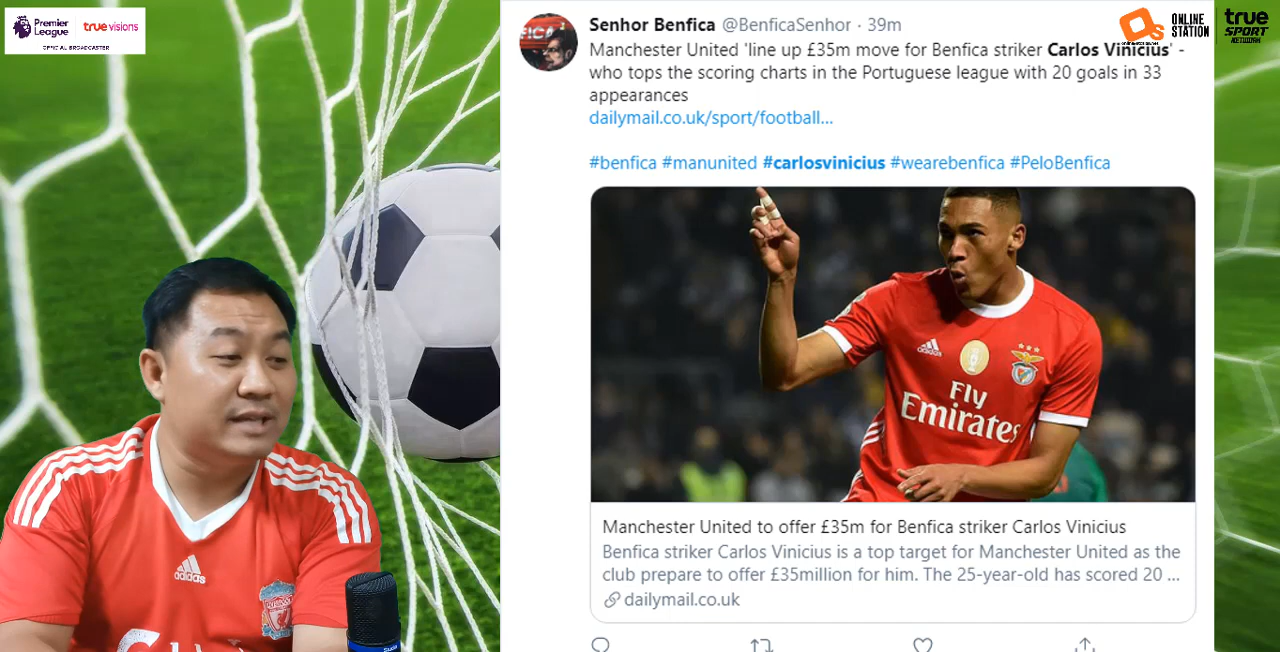 Premier League
true visions
OFFICIAL BROADCASTER
Senhor Benfica @BenficaSenhor · 39m
Manchester United 'line up £35m move for Benfica striker Carlos Vinicius' -
who tops the scoring charts in the Portuguese league with 20 goals in 33
appearances
dailymail.co.uk/sport/football...
#benfica #manunited #carlosvinicius #wearebenfica #PeloBenfica
ONLINE
STATION
true
SPORT
NETWORK
adidas
Fly
Emirates
adidas
Manchester United to offer £35m for Benfica striker Carlos Vinicius
Benfica striker Carlos Vinicius is a top target for Manchester United as the
club prepare to offer £35million for him. The 25-year-old has scored 20 ...
dailymail.co.uk